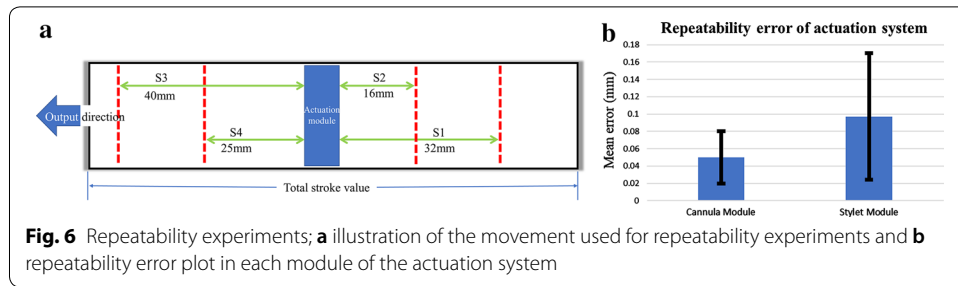 a
S3
40mm
S2
16mm
Actuation
module
Output direction
S4
25mm
S1
32mm
Total stroke value
b
Repeatability error of actuation system
Mean error (mm)
0.18
0.16
0.14
0.12
0.1
0.08
0.06
0.04
0.02
0
Cannula Module
Stylet Module
Fig. 6 Repeatability experiments; a illustration of the movement used for repeatability experiments and b
repeatability error plot in each module of the actuation system